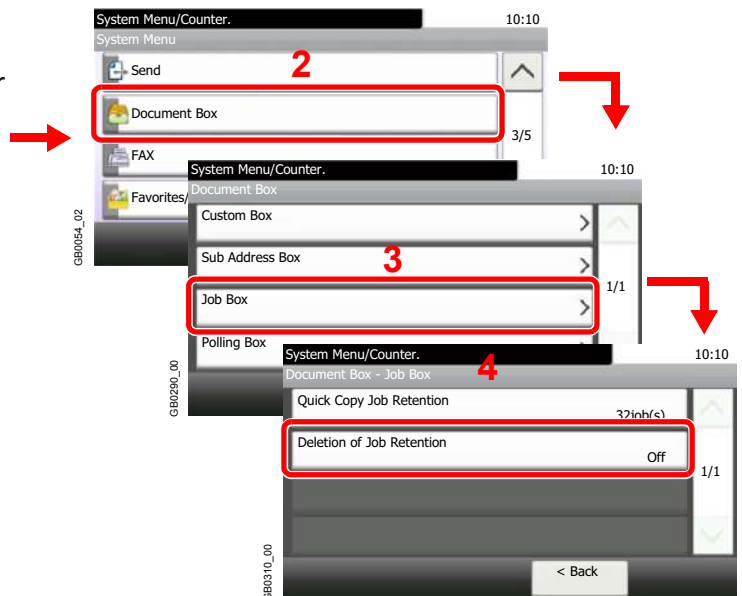 System Menu/Counter. 10:10
System Menu
Send
2
Document Box
3/5
FAX
Favorites/
GB0054_02
r
System Menu/Counter. 10:10
Document Box
Custom Box
Sub Address Box
3
Job Box
1/1
Polling Box
GB0290_00
System Menu/Counter. 10:10
Document Box - Job Box
4
Quick Copy Job Retention
32job(s)
Deletion of Job Retention
Off
1/1
< Back
GB0310_00